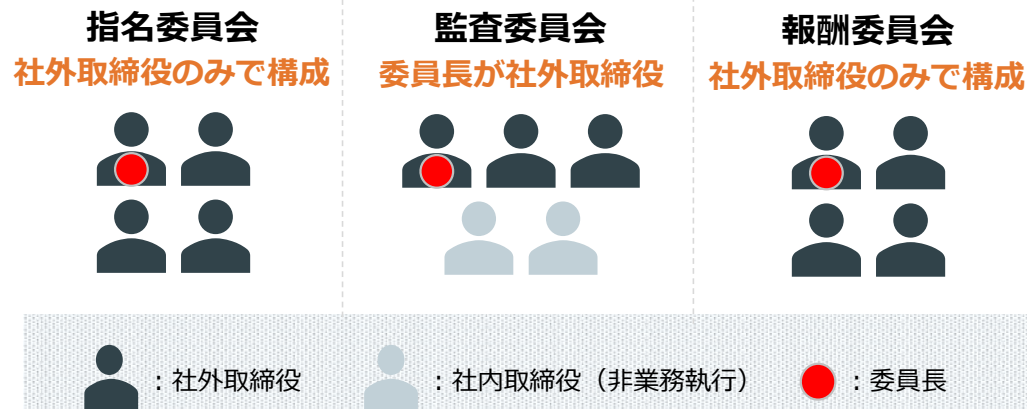 指名委員会
社外取締役のみで構成
監査委員会
委員長が社外取締役
報酬委員会
社外取締役のみで構成
：社外取締役
：社内取締役（非業務執行）
：委員長